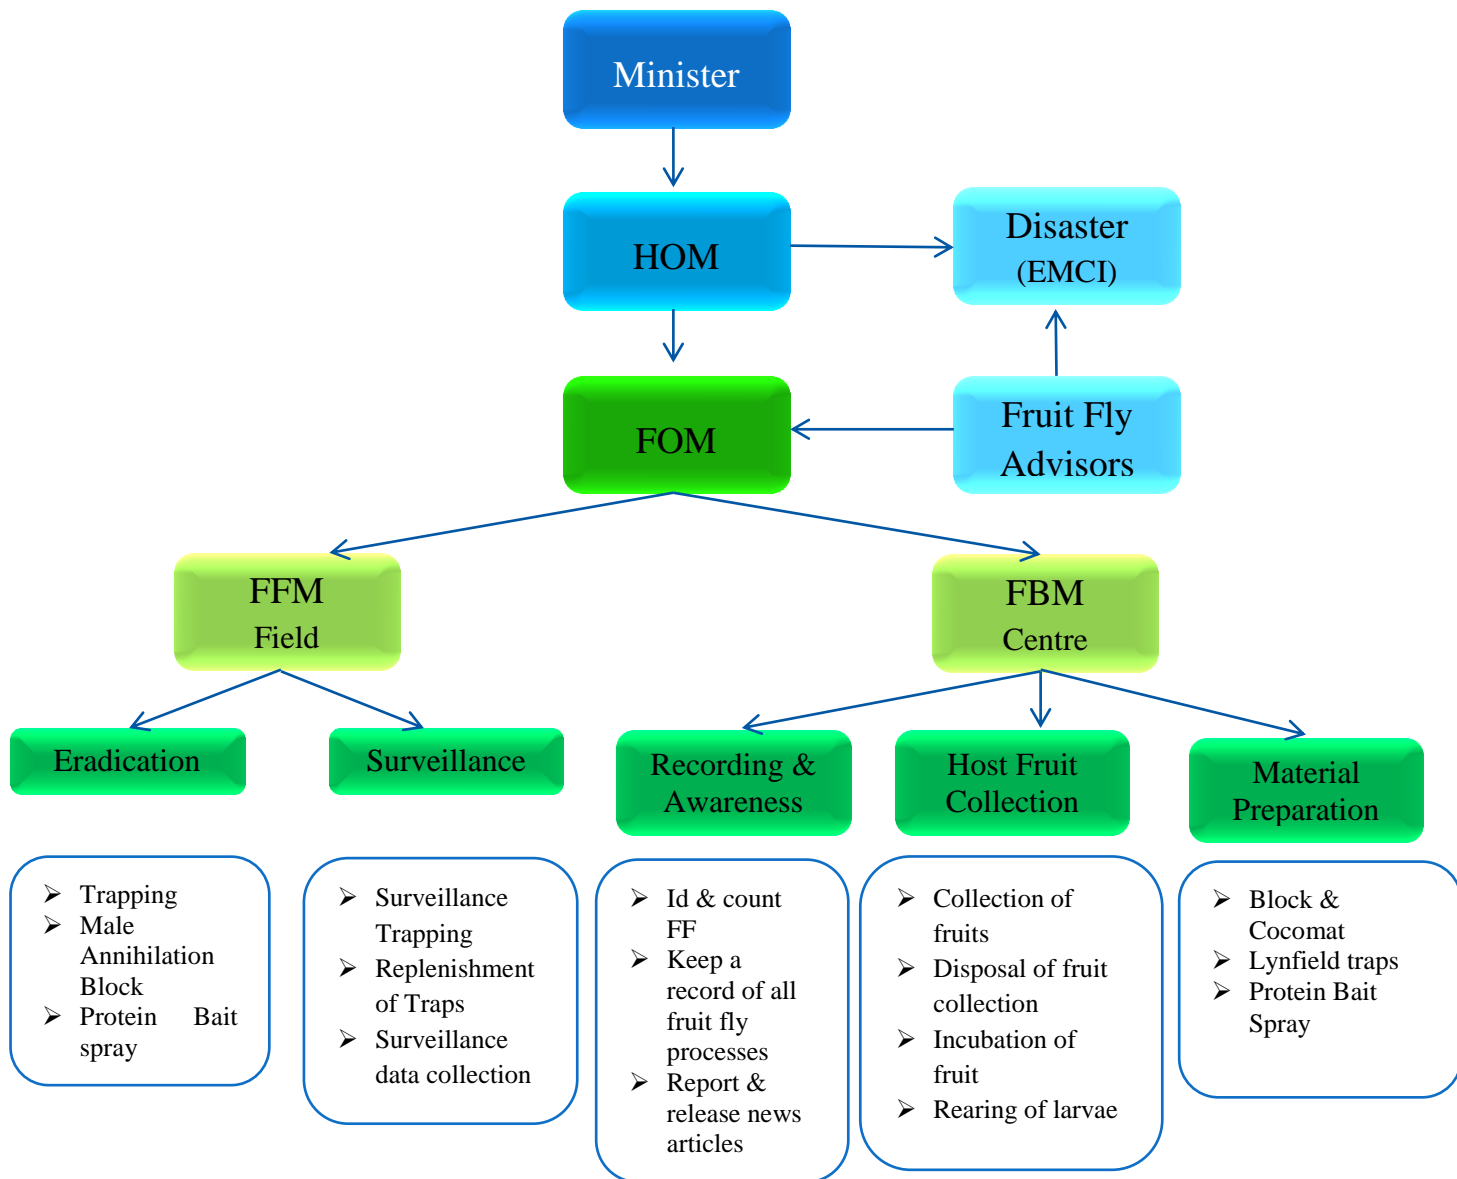 Minister
HOM
Disaster
(EMCI)
FOM
Fruit Fly
Advisors
FFM
Field
FBM
Centre
Eradication
Surveillance
Recording &
Awareness
Host Fruit
Collection
Material
Preparation
➢ Trapping
➢ Male
Annihilation
Block
➢ Protein Bait
spray
➢ Surveillance
Trapping
➢ Replenishment
of Traps
➢ Surveillance
data collection
➢ Id & count
FF
➢ Keep a
record of all
fruit fly
processes
➢ Report &
release news
articles
➢ Collection of
fruits
➢ Disposal of fruit
collection
➢ Incubation of
fruit
➢ Rearing of larvae
➢ Block &
Cocomat
➢ Lynfield traps
➢ Protein Bait
Spray